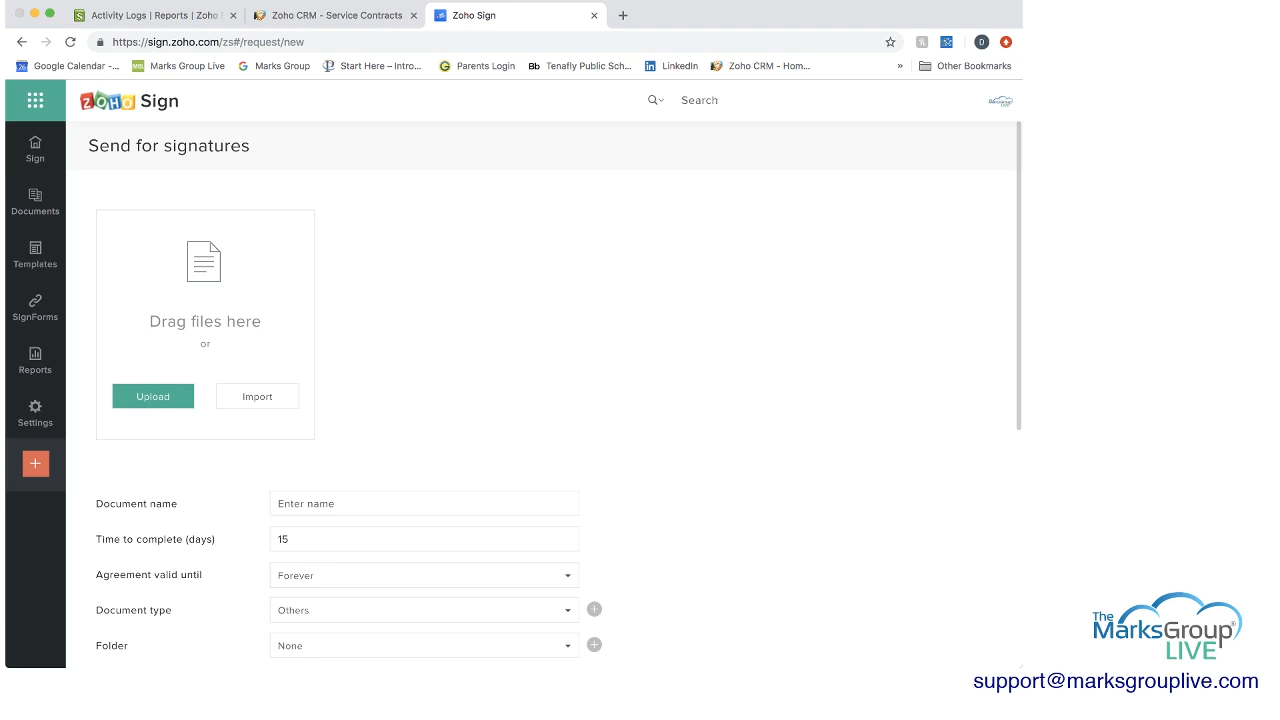 Activity Logs | Reports | Zoho
Zoho CRM - Service Contracts
Zoho Sign
https://sign.zoho.com/zs#/request/new
D
26 Google Calendar -...
Marks Group Live
G Marks Group
Start Here – Intro...
G Parents Login
Bb Tenafly Public Sch...
in LinkedIn
Zoho CRM - Hom...
»
Other Bookmarks
ZOHO Sign
Search
Sign
Documents
Templates
SignForms
Reports
Settings
+
Send for signatures
Drag files here
or
Upload
Import
Document name
Enter name
Time to complete (days)
15
Agreement valid until
Forever
Document type
Others
Folder
None
The
MarksGroup®
LIVE
support@marksgrouplive.com